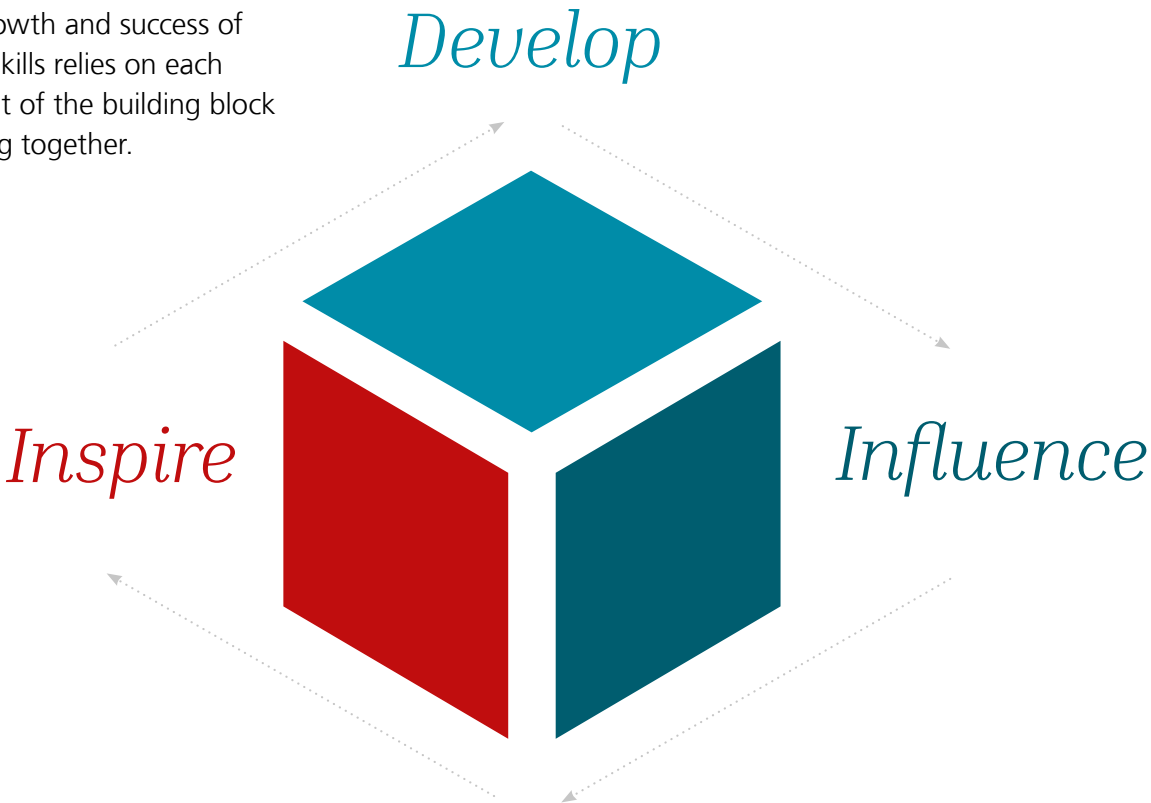 owth and success of
kills relies on each
t of the building block
g together.
Develop
Inspire
Influence